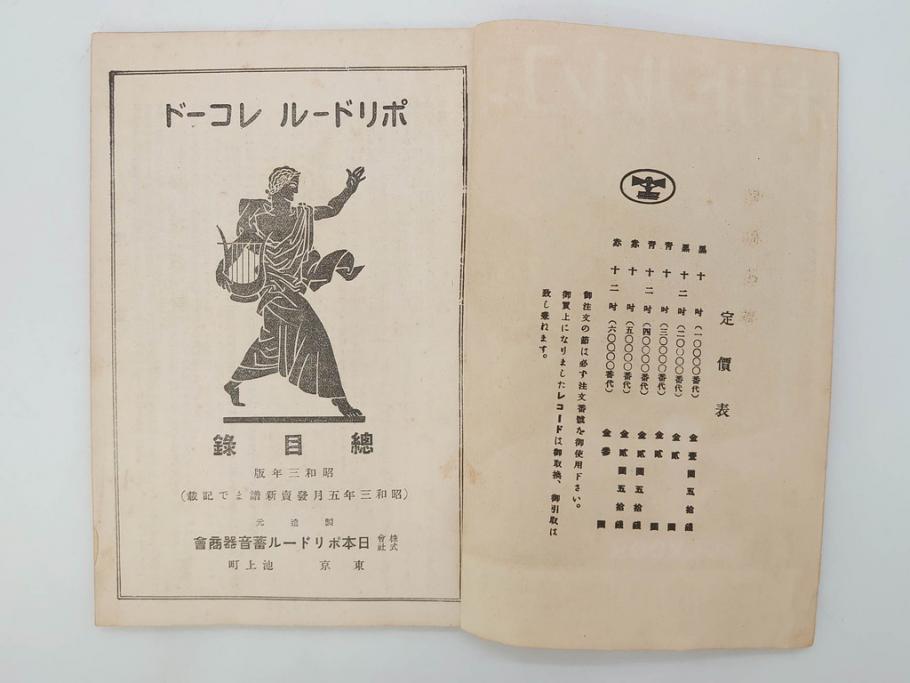 定價表
黑十吋(一〇〇〇〇番代)金壹圓五拾錢
黑十二吋(二〇〇〇〇番代)金貳圓
靑十吋(三〇〇〇〇番代)金貳圓
靑十二吋(四〇〇〇〇番代)金貳圓五拾錢
赤十吋(五〇〇〇〇番代)金貳圓五拾錢
赤十二吋(六〇〇〇〇番代)金參圓
御注文の節は必ず注文番號を御使用下さい。
御買上になりましたレコードは御取換、御引取は
致し兼れます。
ポリドール レコード
總目錄
昭和三年版
(昭和三年五月發賣新譜まで記載)
製造元
株式會社 日本ポリドール蓄音器商會
東京 池上町